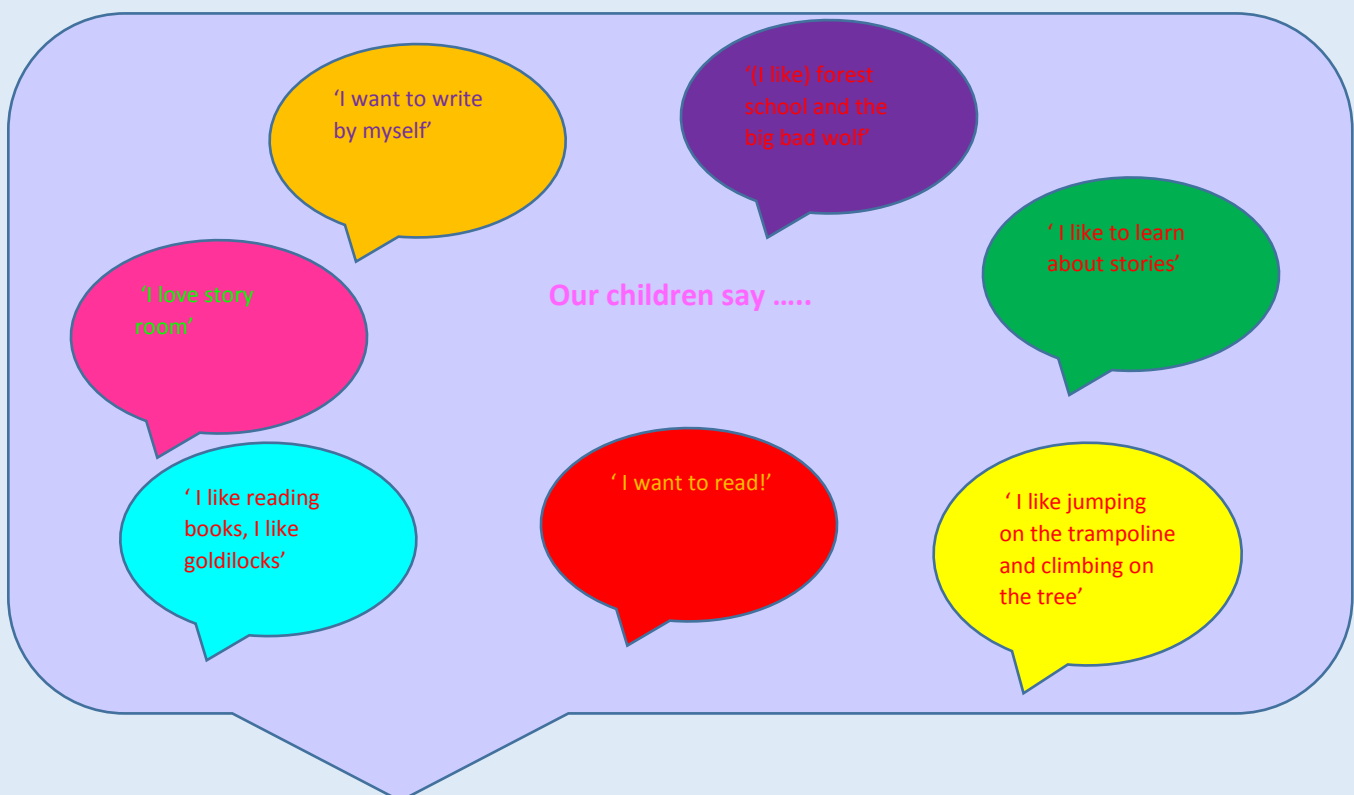 ‘I want to write
by myself’
‘(I like) forest
school and the
big bad wolf’
‘ I like to learn
about stories’
‘I love story
room’
Our children say …..
‘ I like reading
books, I like
goldilocks’
‘ I want to read!’
‘ I like jumping
on the trampoline
and climbing on
the tree’